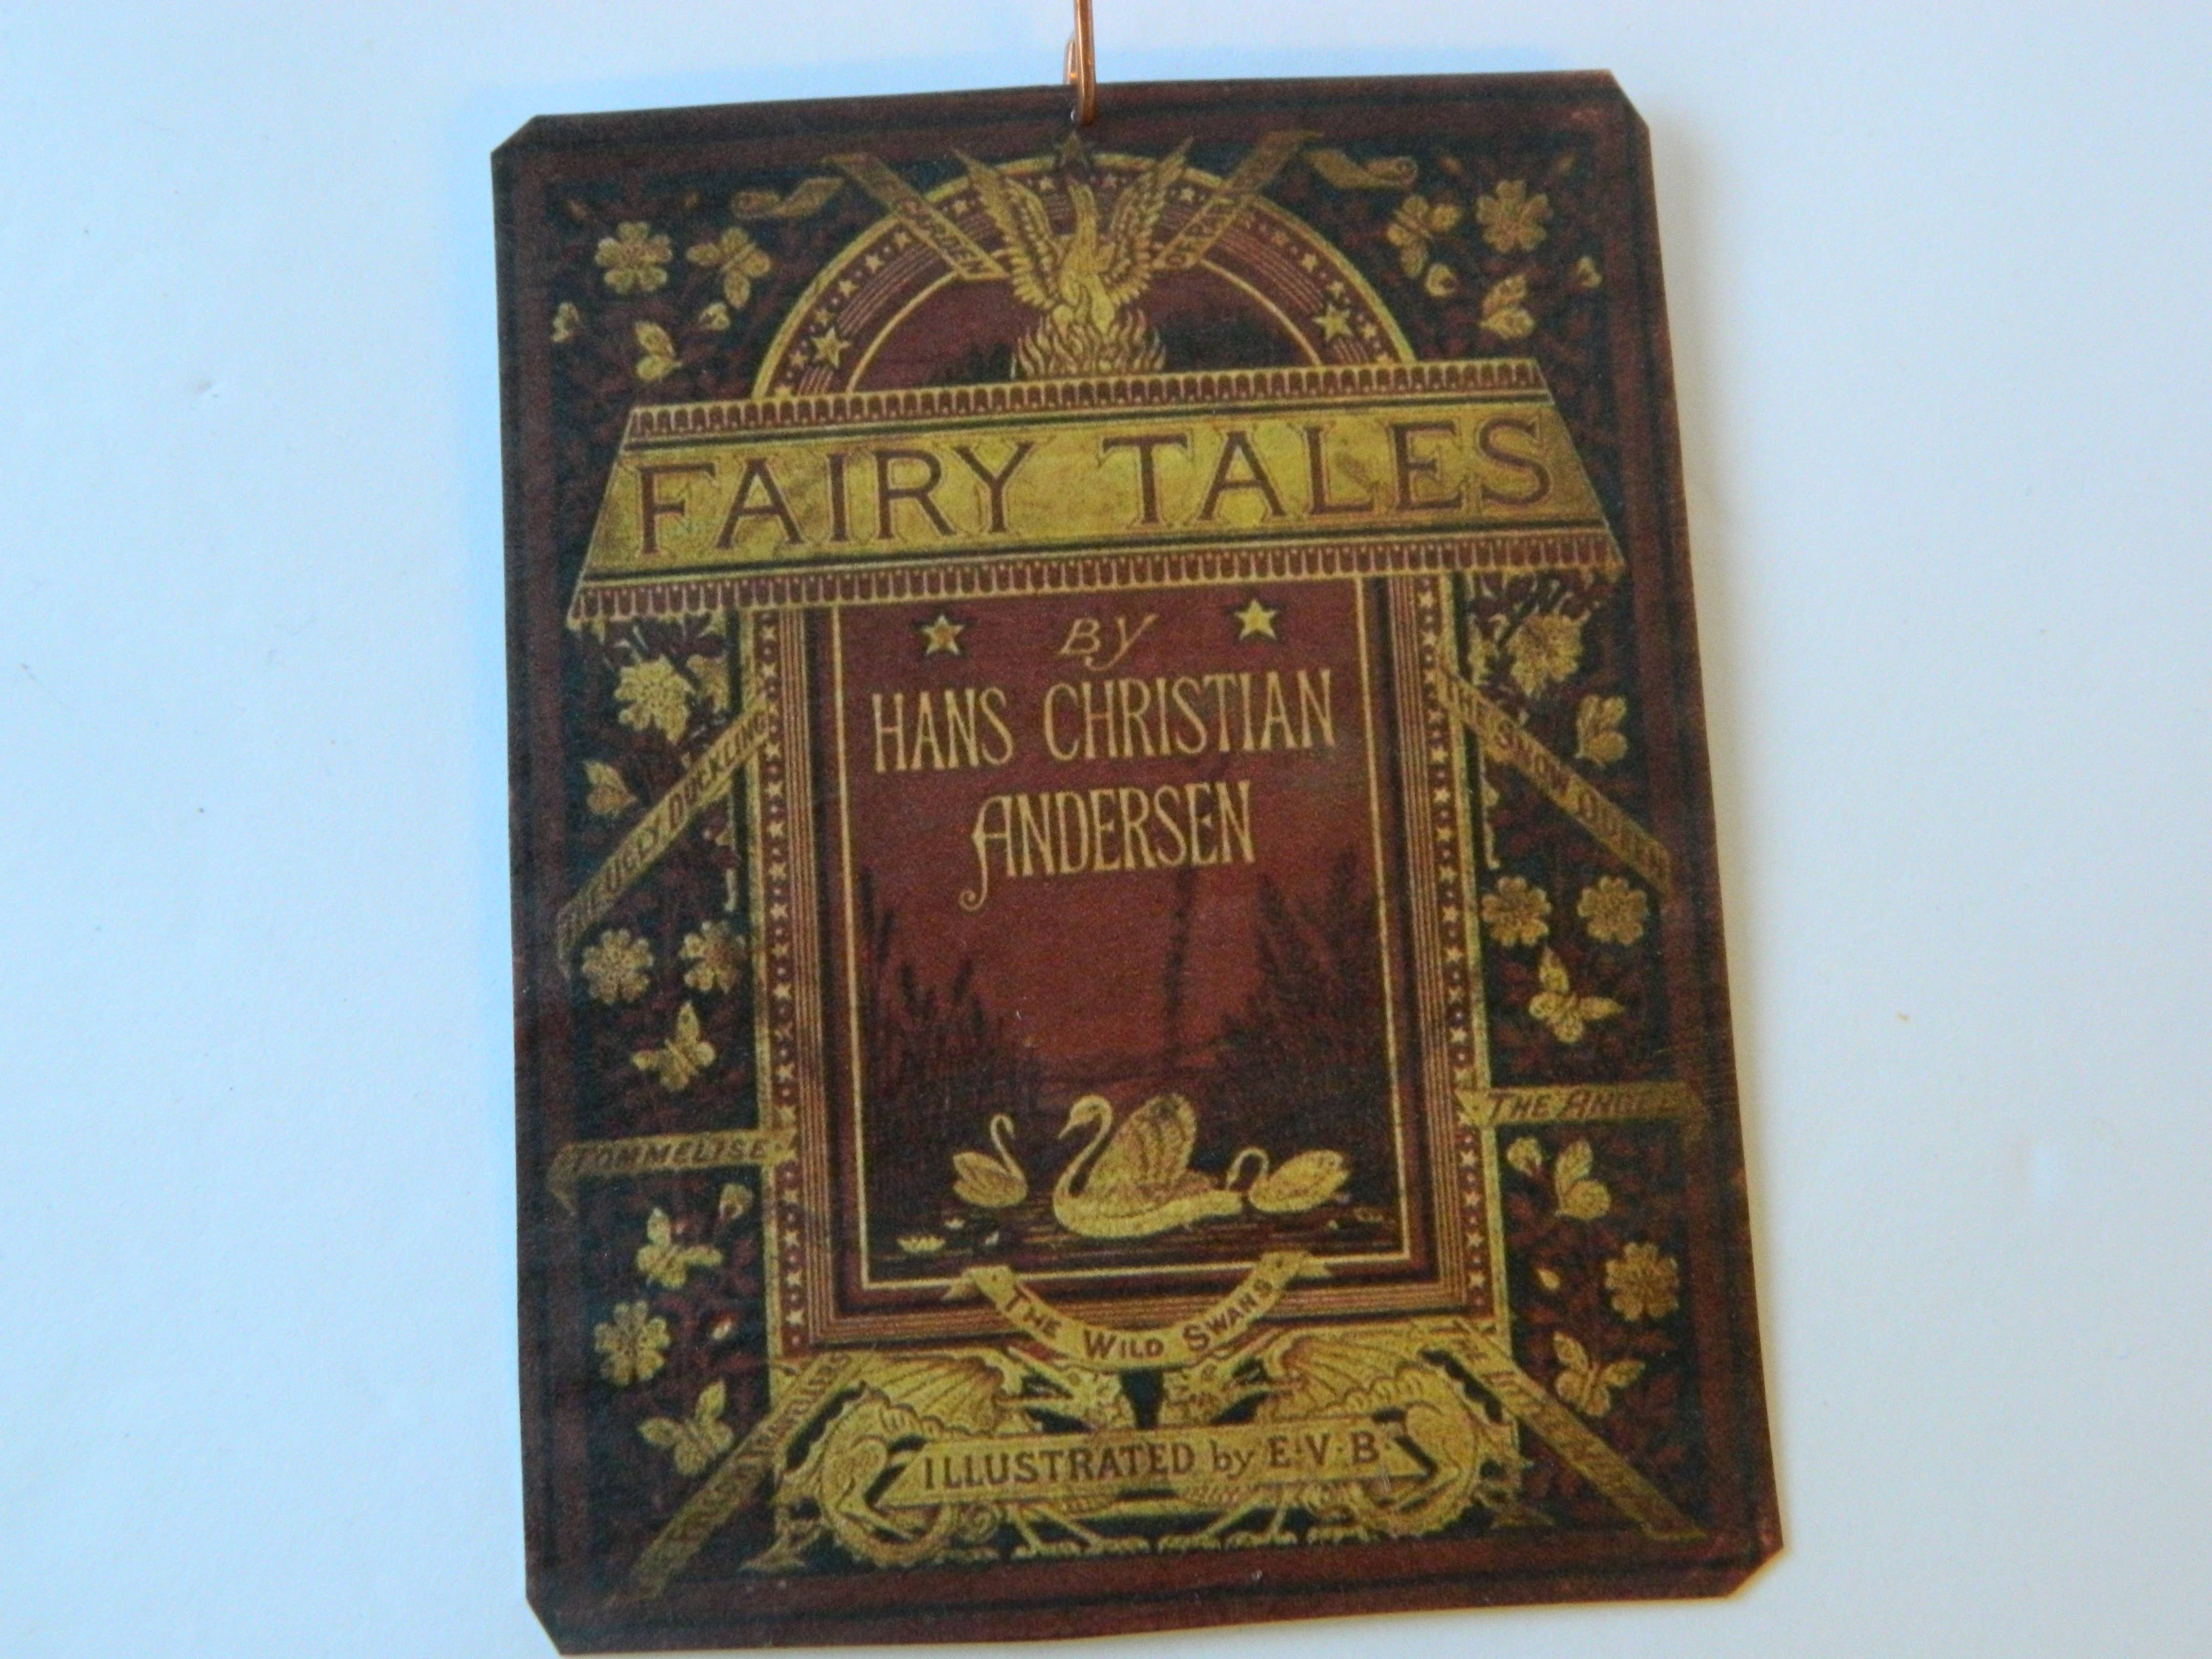 GARDEN
FAIRY TALES
BY
HANS CHRISTIAN
ANDERSEN
THE UGLY DUCKLING
THE SNOW QUEEN
TOMMELISE
THE ANGEL
THE WILD SWANS
ILLUSTRATED by E·V·B·